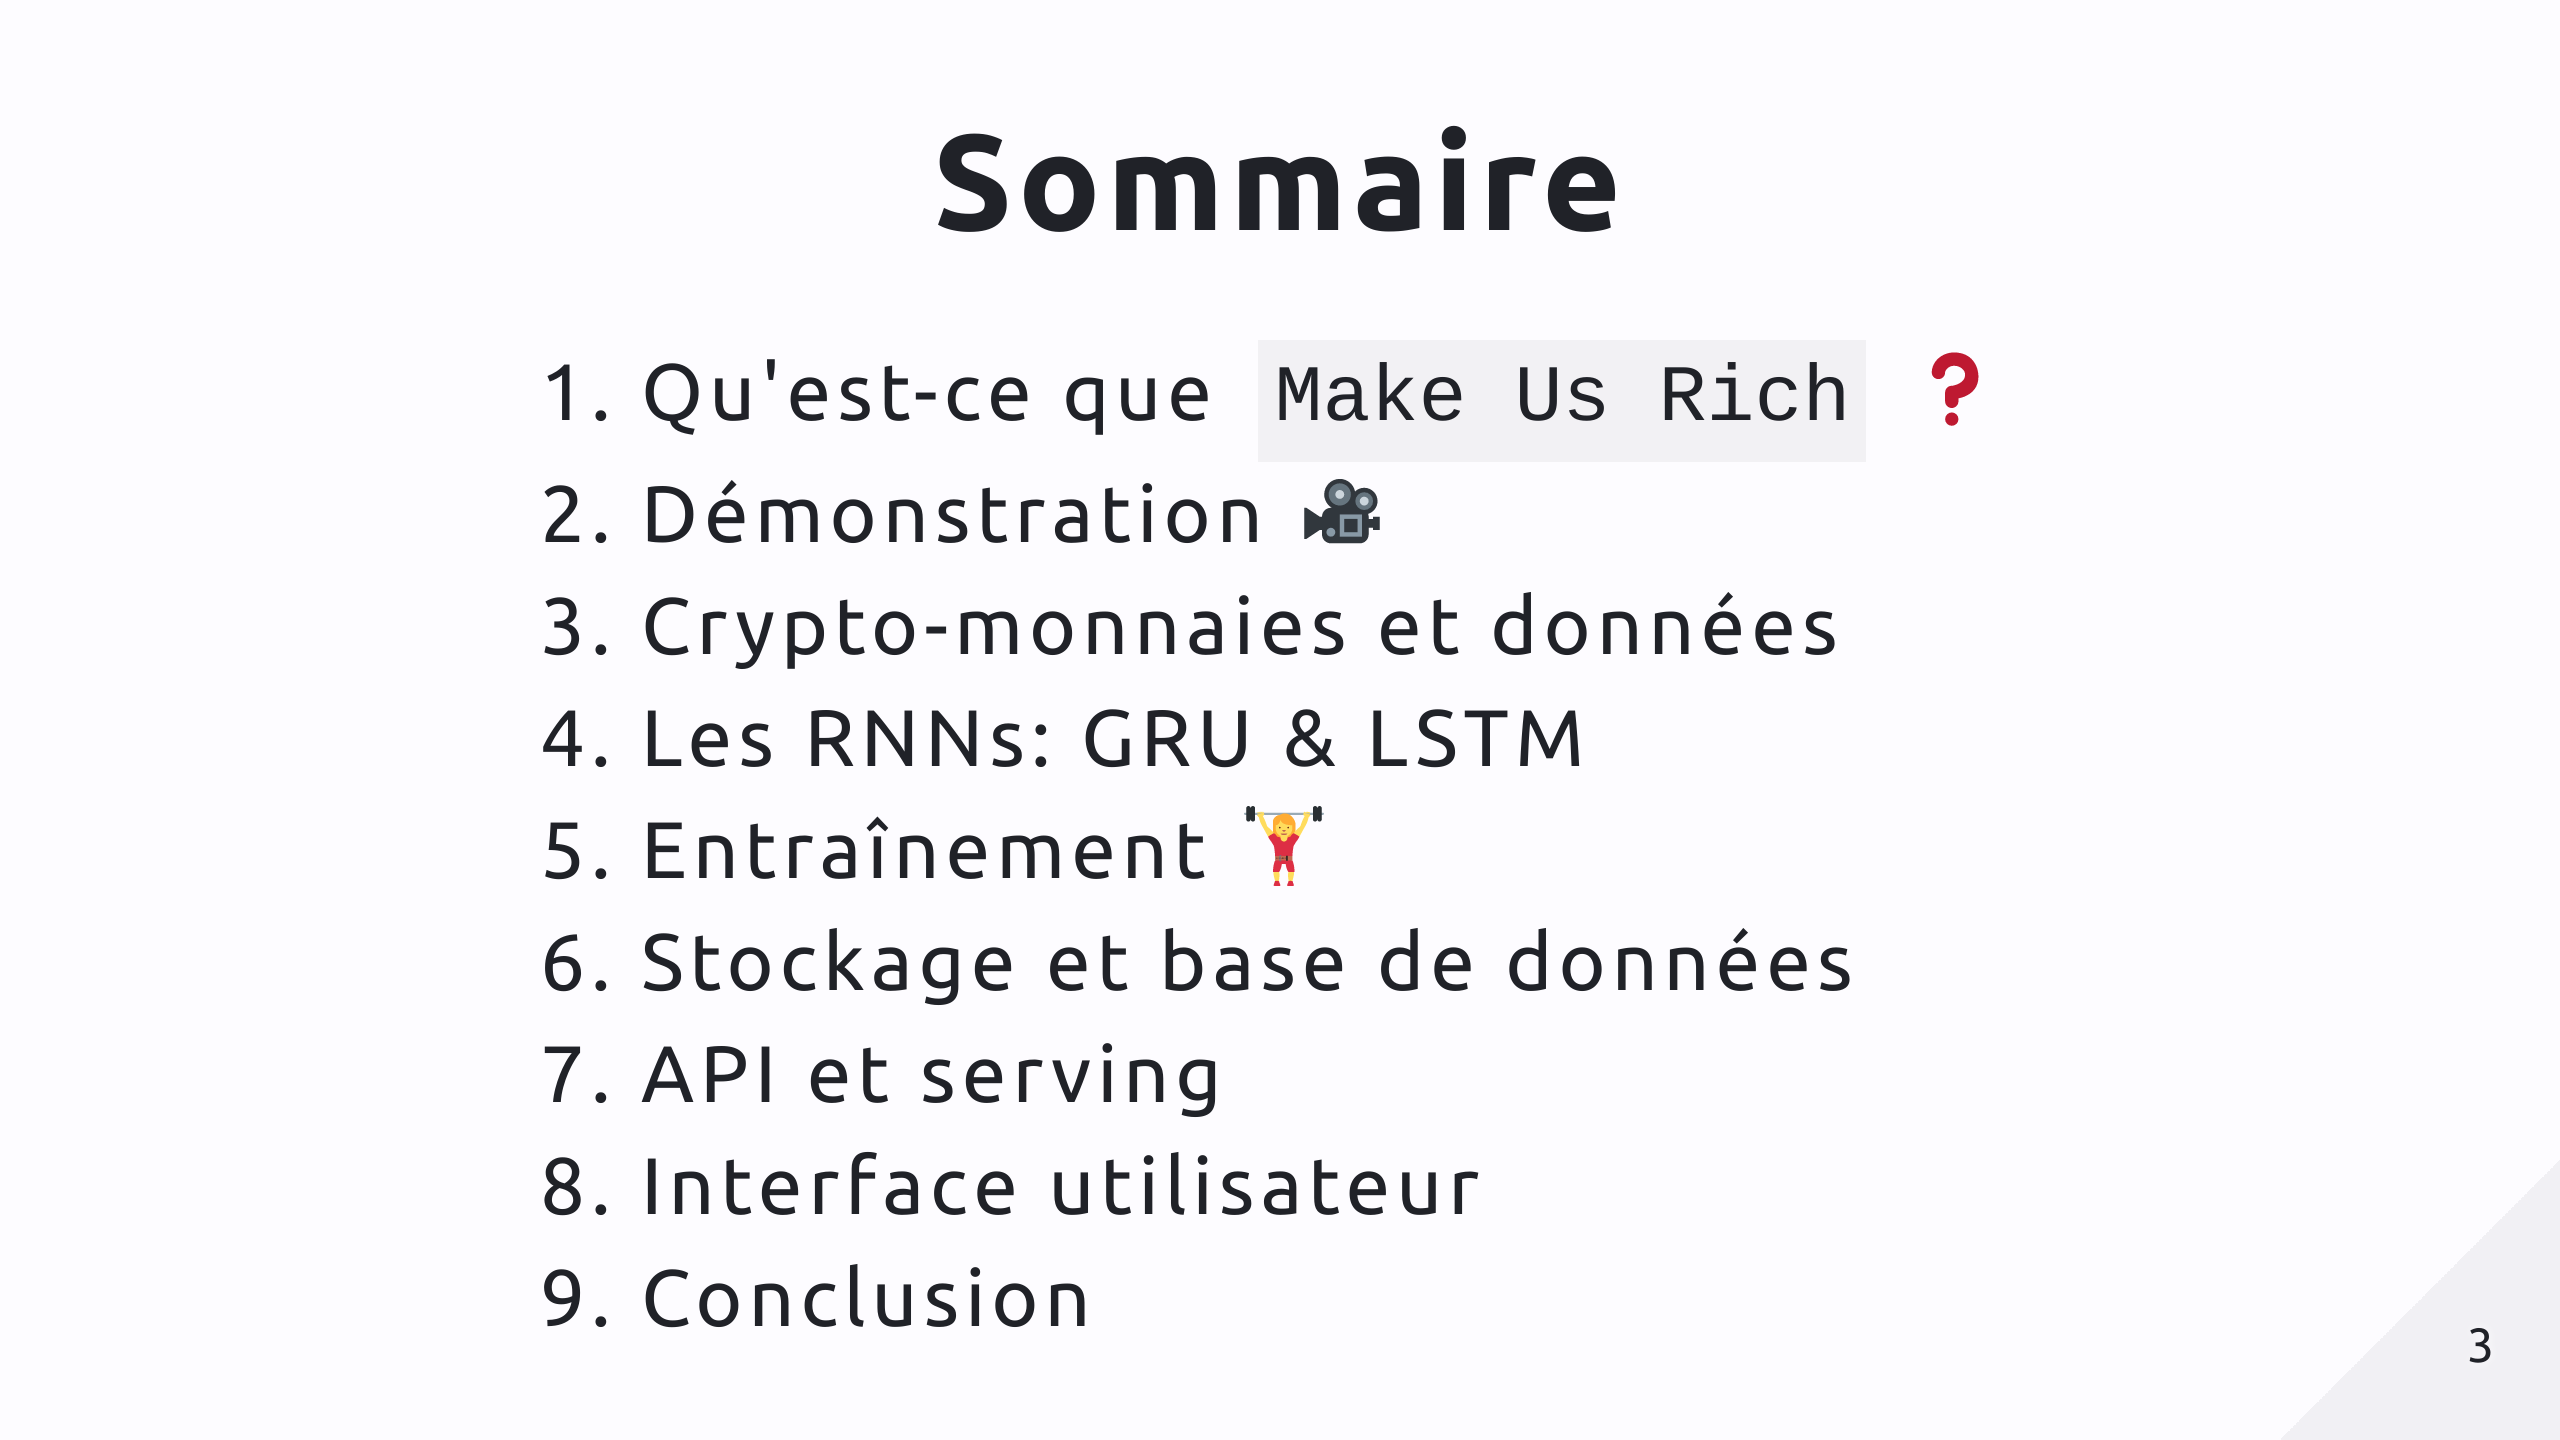 Sommaire
1. Qu'est-ce que Make Us Rich ❓
2. Démonstration 🎥
3. Crypto-monnaies et données
4. Les RNNs: GRU & LSTM
5. Entraînement 🏋️
6. Stockage et base de données
7. API et serving
8. Interface utilisateur
9. Conclusion
3